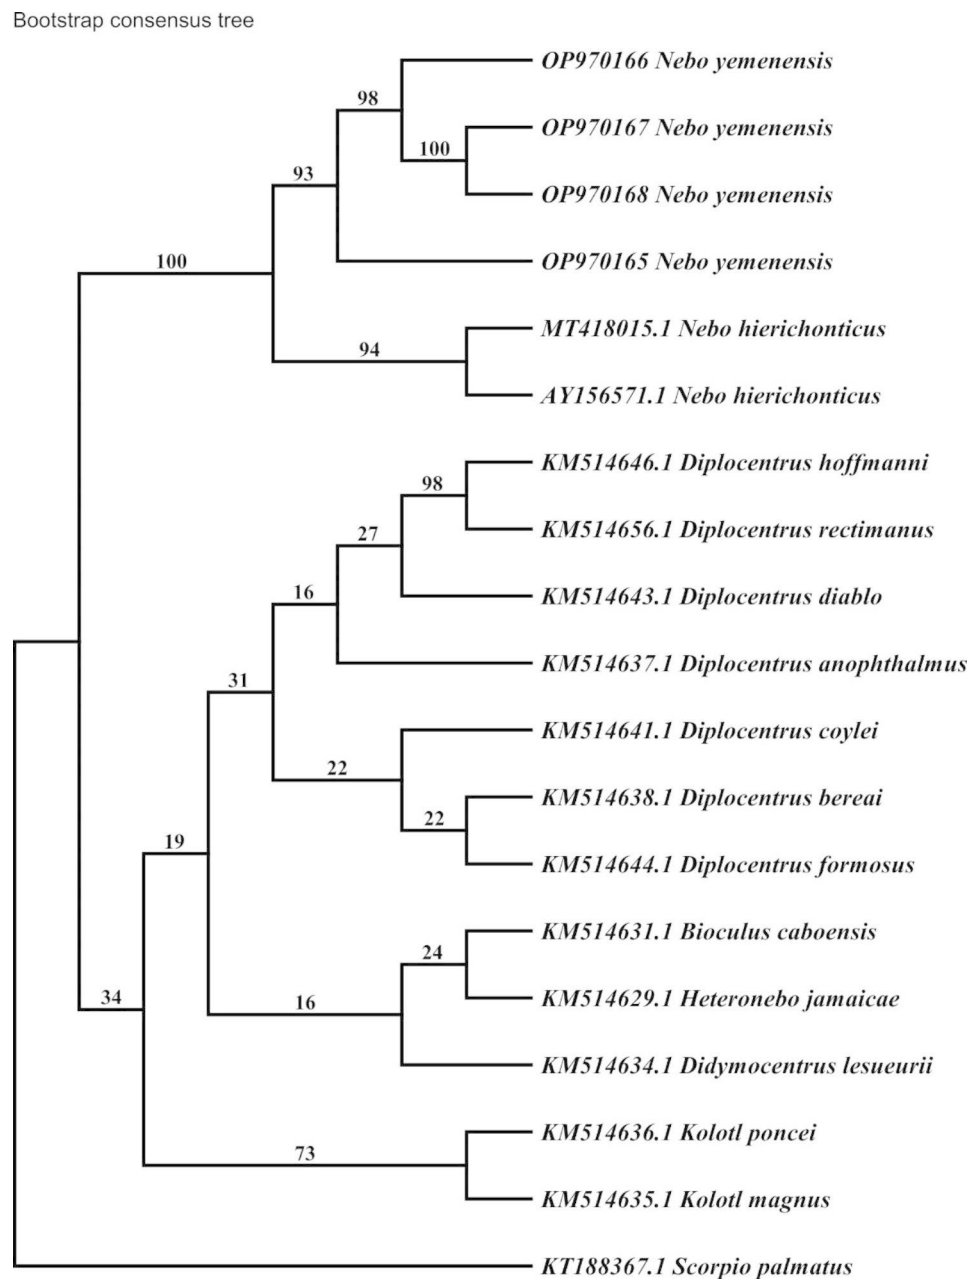 Bootstrap consensus tree
OP970166 Nebo yemenensis
98
OP970167 Nebo yemenensis
100
93
OP970168 Nebo yemenensis
OP970165 Nebo yemenensis
100
MT418015.1 Nebo hierichonticus
94
AY156571.1 Nebo hierichonticus
KM514646.1 Diplocentrus hoffmanni
98
KM514656.1 Diplocentrus rectimanus
27
KM514643.1 Diplocentrus diablo
16
KM514637.1 Diplocentrus anophthalmus
31
KM514641.1 Diplocentrus coylei
22
KM514638.1 Diplocentrus bereai
22
19
KM514644.1 Diplocentrus formosus
KM514631.1 Bioculus caboensis
24
34
KM514629.1 Heteronebo jamaicae
16
KM514634.1 Didymocentrus lesueurii
KM514636.1 Kolotl poncei
73
KM514635.1 Kolotl magnus
KT188367.1 Scorpio palmatus